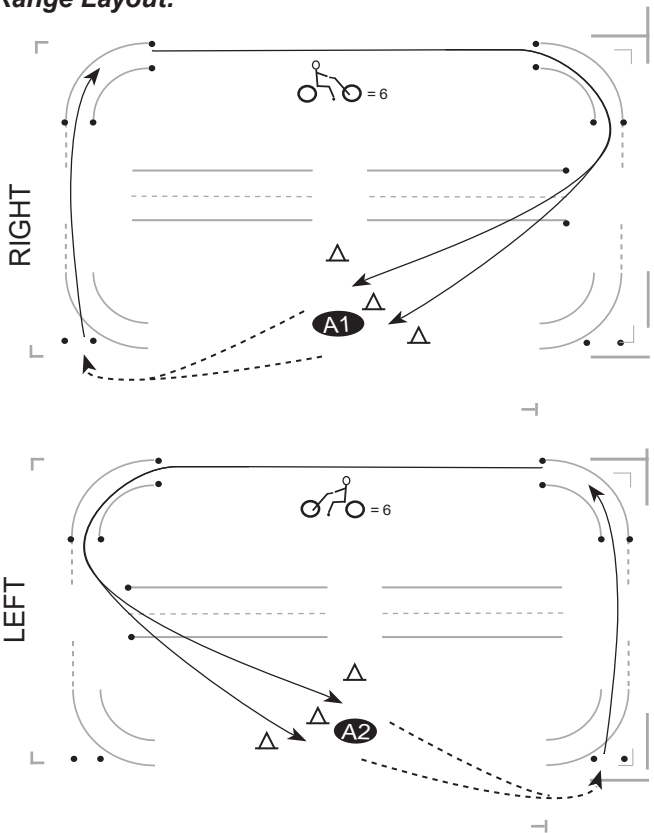 Range Layout:
= 6
RIGHT
A1
= 6
LEFT
A2